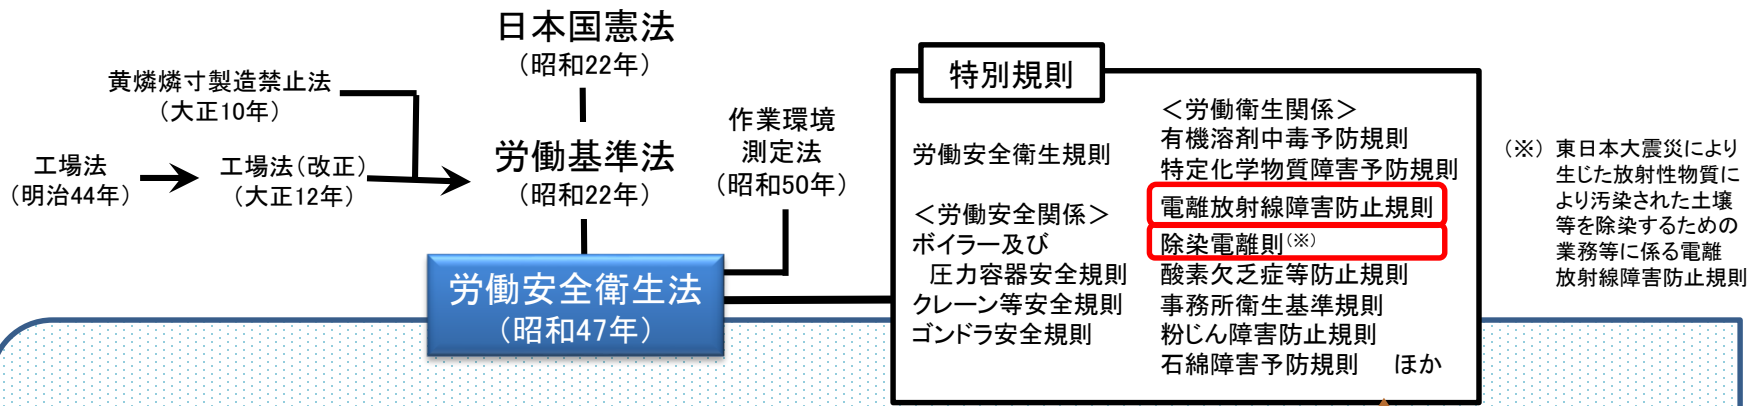 日本国憲法
（昭和22年）
黄燐燐寸製造禁止法
（大正10年）
工場法
（明治44年）
工場法（改正）
（大正12年）
労働基準法
（昭和22年）
作業環境
測定法
（昭和50年）
労働安全衛生法
（昭和47年）
特別規則
労働安全衛生規則
＜労働安全関係＞
ボイラー及び
圧力容器安全規則
クレーン等安全規則
ゴンドラ安全規則
＜労働衛生関係＞
有機溶剤中毒予防規則
特定化学物質障害予防規則
電離放射線障害防止規則
除染電離則（※）
酸素欠乏症等防止規則
事務所衛生基準規則
粉じん障害防止規則
石綿障害予防規則　ほか
（※） 東日本大震災により
生じた放射性物質に
より汚染された土壌
等を除染するための
業務等に係る電離
放射線障害防止規則